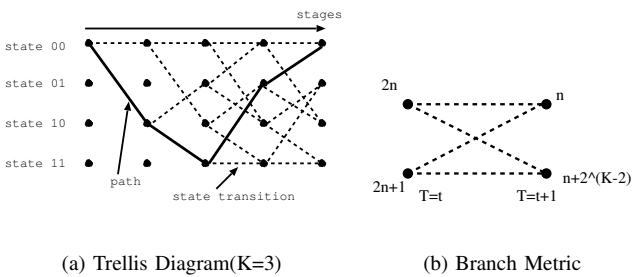 stages
state 00
state 01
state 10
state 11
path
state transition
2n
n
2n+1
n+2^(K-2)
T=t
T=t+1
(a) Trellis Diagram(K=3)
(b) Branch Metric